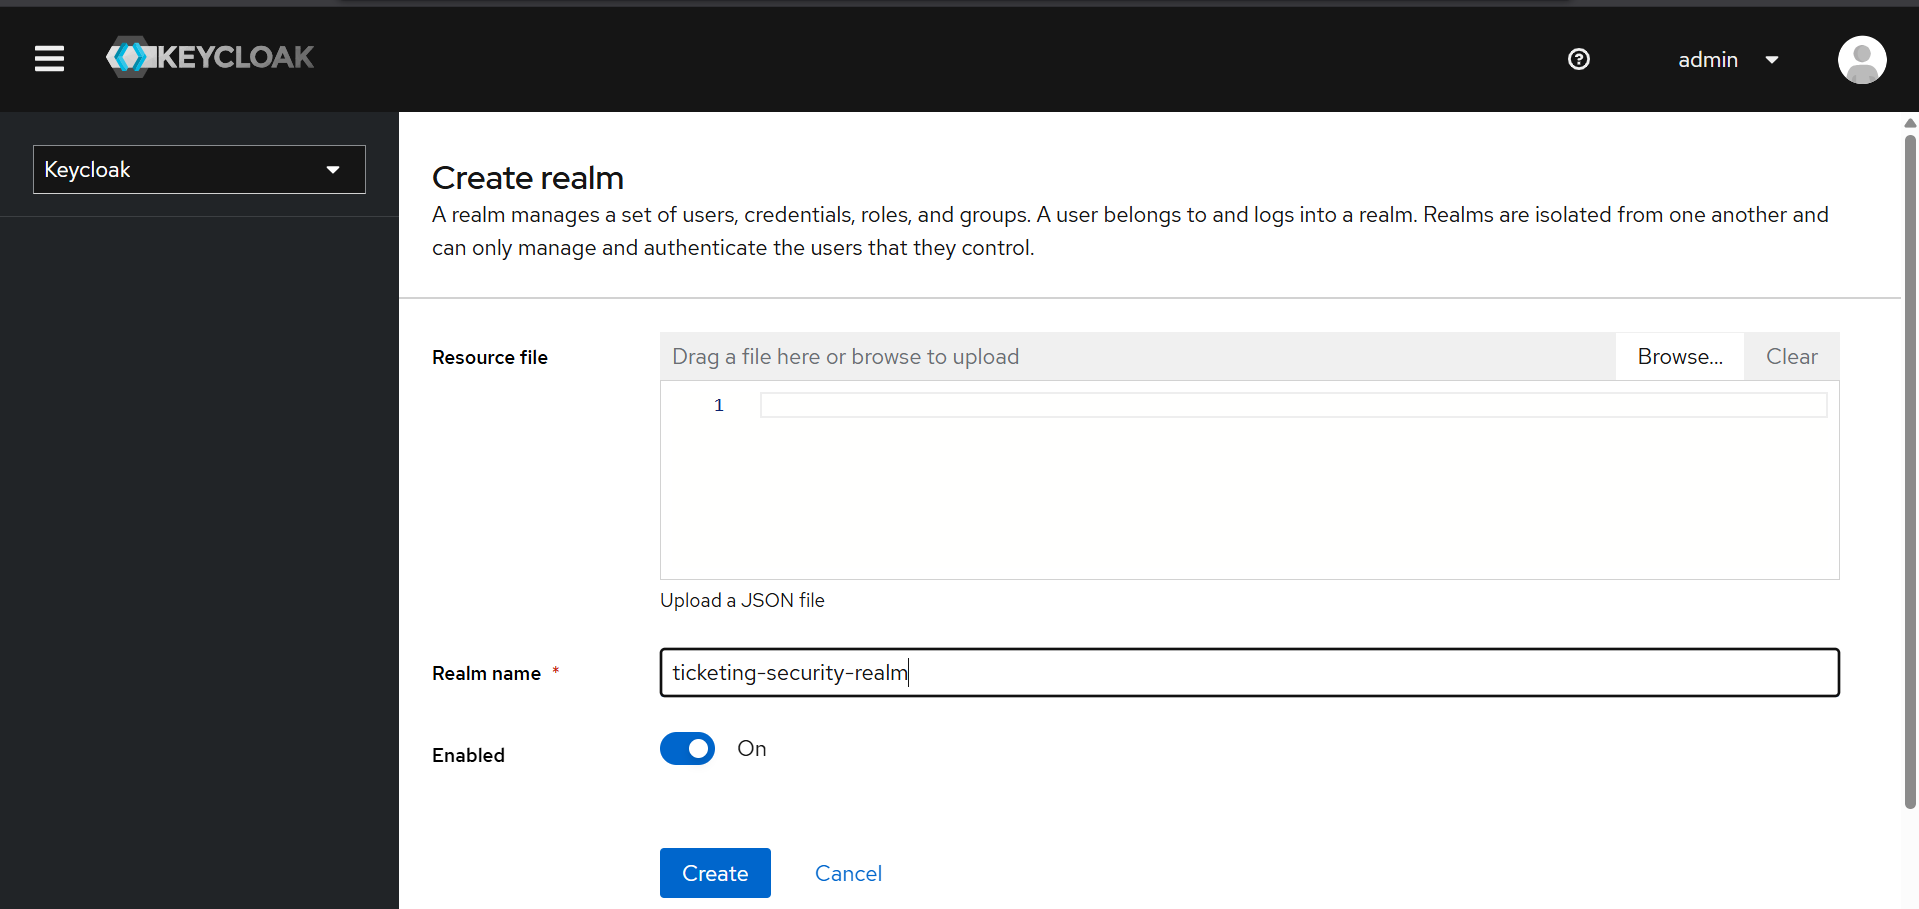 KEYCLOAK
admin
Keycloak
Create realm
A realm manages a set of users, credentials, roles, and groups. A user belongs to and logs into a realm. Realms are isolated from one another and
can only manage and authenticate the users that they control.
Resource file
Drag a file here or browse to upload
Browse...
Clear
1
Upload a JSON file
Realm name *
ticketing-security-realm
Enabled
On
Create
Cancel